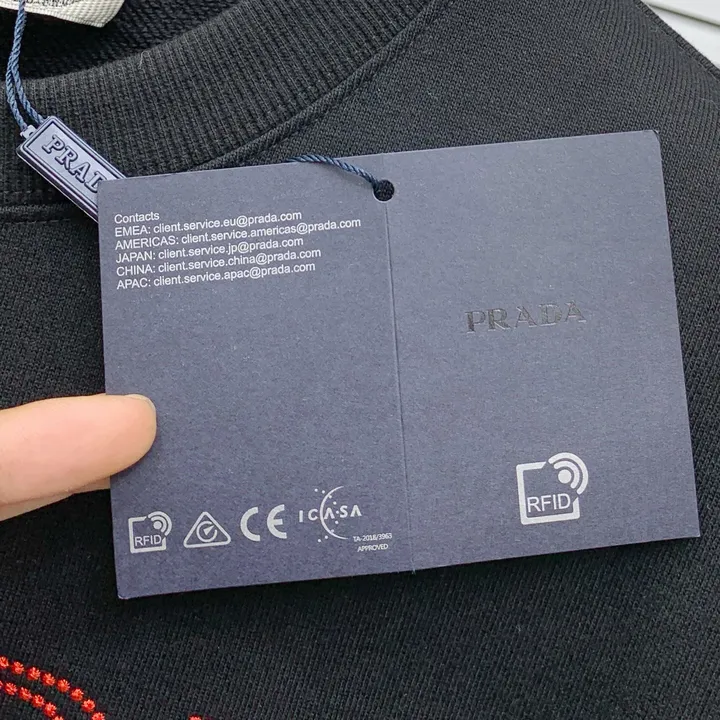 Contacts
EMEA: client.service.eu@prada.com
AMERICAS: client.service.americas@prada.com
JAPAN: client.service.jp@prada.com
CHINA: client.service.china@prada.com
APAC: client.service.apac@prada.com
PRADA
RFID
CE
ICASA
TA-2018/3963
APPROVED
RFID
PRAD